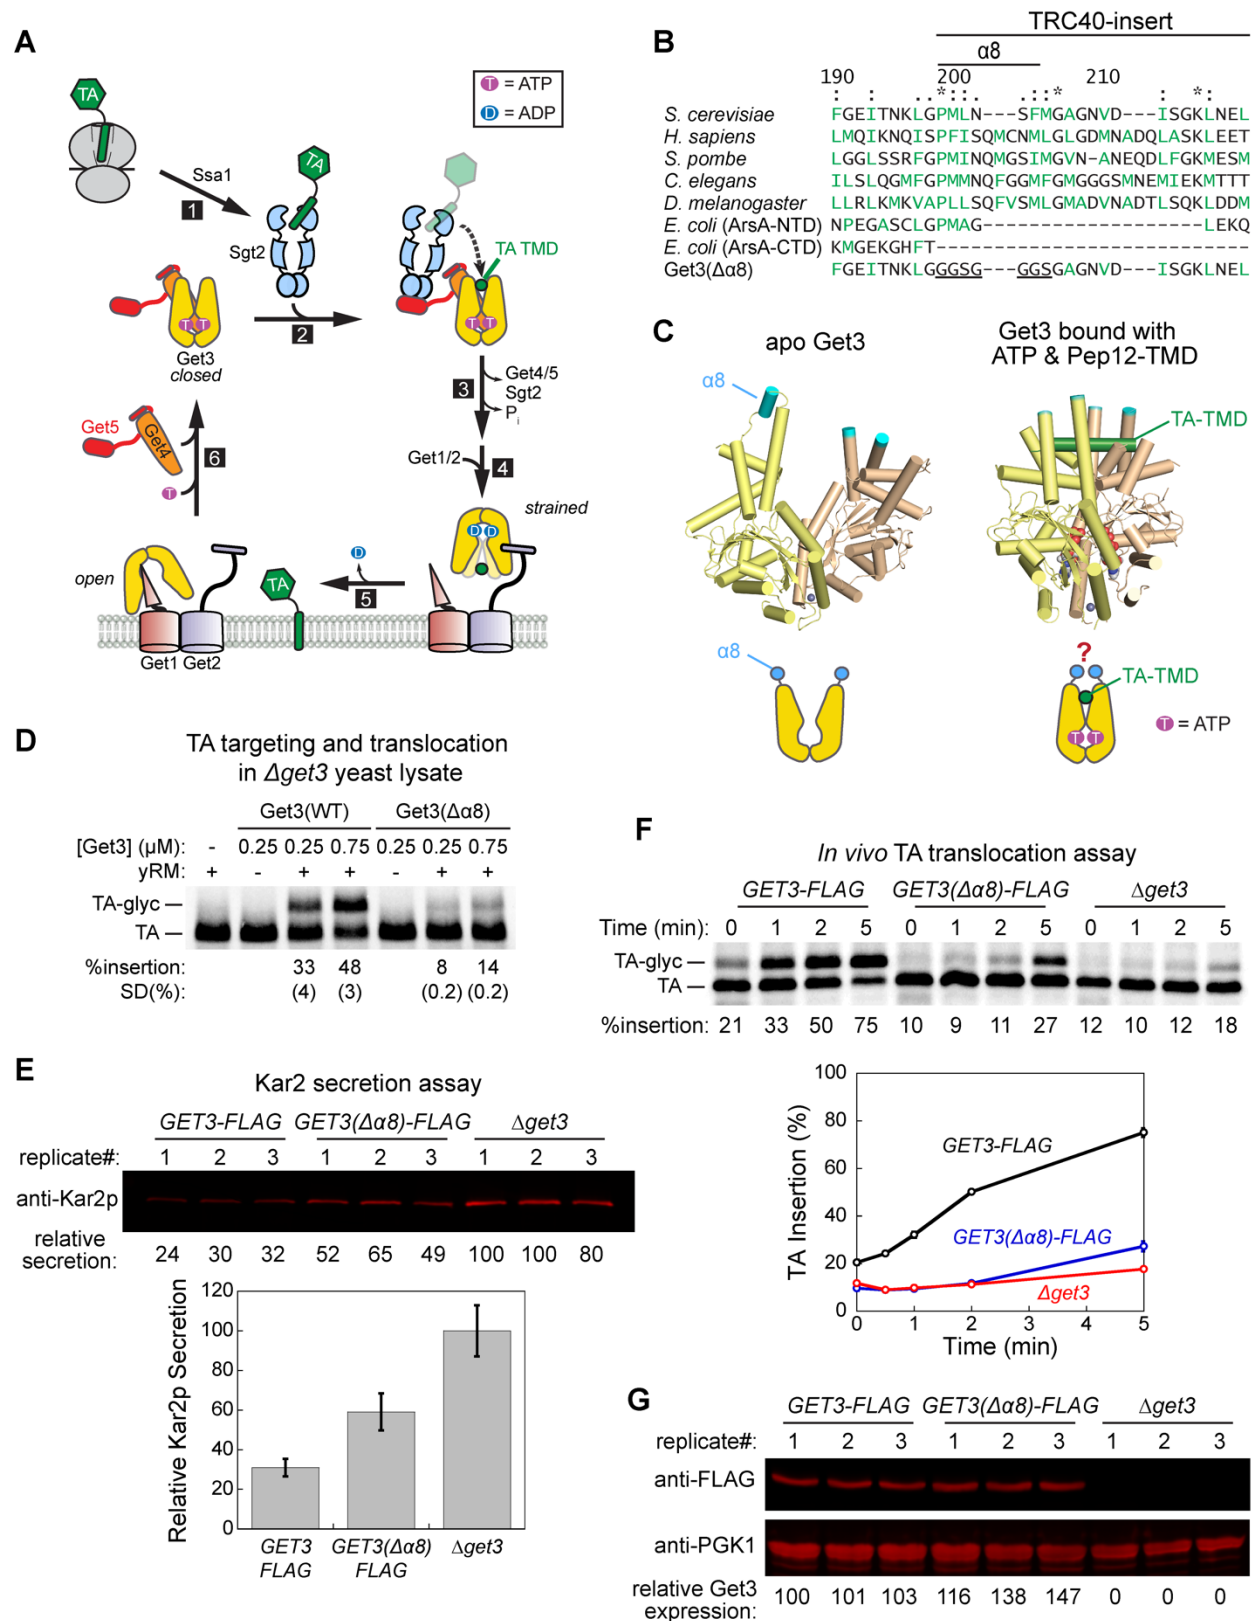 A
TA
T = ATP
D = ADP
Ssa1
1
TA
Sgt2
TA TMD
T T
Get3
closed
2
T T
3
Get4/5
Sgt2
Pi
Get5
Get4
6
T
Get1/2
4
strained
D D
open
TA
D
5
Get1 Get2
B
TRC40-insert
α8
190 200 210
: : .:*:::  ::* : : *:
S. cerevisiae FGEITNKLGPMLN---SFMGAGNVD---ISGKLNEL
H. sapiens LMQIKNQISPFISQMCNMLGLGDMNADQLASKLEET
S. pombe LGGLSSRFGPMINQMGSIMGVN-ANEQDLFGKMESM
C. elegans ILSLQGMFGPMMNQFGGMFGMGGGSMNEMIEKMTTT
D. melanogaster LLRLKMKVAPLLSQFVSMLGMADVNADTLSQKLDDM
E. coli (ArsA-NTD) NPEGASCLGPMAG-------------------LEKQ
E. coli (ArsA-CTD) KMGEKGHFT---------------------------
Get3(Δα8) FGEITNKLGGGSG---GGSGAGNVD---ISGKLNEL
C
apo Get3
Get3 bound with
ATP & Pep12-TMD
α8
TA-TMD
α8
?
TA-TMD
T T
T = ATP
D
TA targeting and translocation
in Δget3 yeast lysate
Get3(WT) Get3(Δα8)
[Get3] (µM): - 0.25 0.25 0.75 0.25 0.25 0.75
yRM: + - + + - + +
TA-glyc
TA
%insertion: 33 48 8 14
SD(%) (4) (3) (0.2) (0.2)
E
Kar2 secretion assay
GET3-FLAG GET3(Δα8)-FLAG Δget3
replicate#: 1 2 3 1 2 3 1 2 3
anti-Kar2p
relative
secretion: 24 30 32 52 65 49 100 100 80
Relative Kar2p Secretion
120
100
80
60
40
20
0
GET3
FLAG
GET3(Δα8)
FLAG
Δget3
F
In vivo TA translocation assay
GET3-FLAG GET3(Δα8)-FLAG Δget3
Time (min): 0 1 2 5 0 1 2 5 0 1 2 5
TA-glyc
TA
%insertion: 21 33 50 75 10 9 11 27 12 10 12 18
TA Insertion (%)
100
80
60
40
20
0
GET3-FLAG
GET3(Δα8)-FLAG
Δget3
0 1 2 3 4 5
Time (min)
G
GET3-FLAG GET3(Δα8)-FLAG Δget3
replicate#: 1 2 3 1 2 3 1 2 3
anti-FLAG
anti-PGK1
relative Get3
expression: 100 101 103 116 138 147 0 0 0